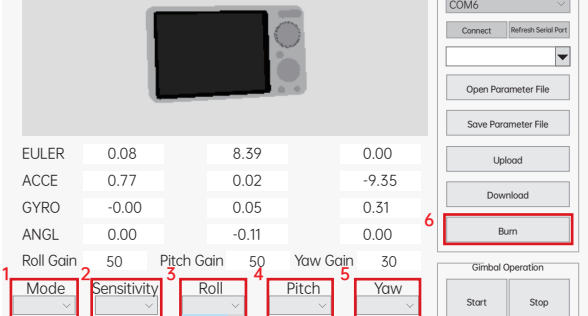 COM6
Connect Refresh Serial Port
Open Parameter File
Save Parameter File
Upload
Download
6 Burn
EULER 0.08 8.39 0.00
ACCE 0.77 0.02 -9.35
GYRO -0.00 0.05 0.31
ANGL 0.00 -0.11 0.00
Roll Gain 50 Pitch Gain 50 Yaw Gain 30
1 Mode 2 Sensitivity 3 Roll 4 Pitch 5 Yaw
Gimbal Operation
Start Stop